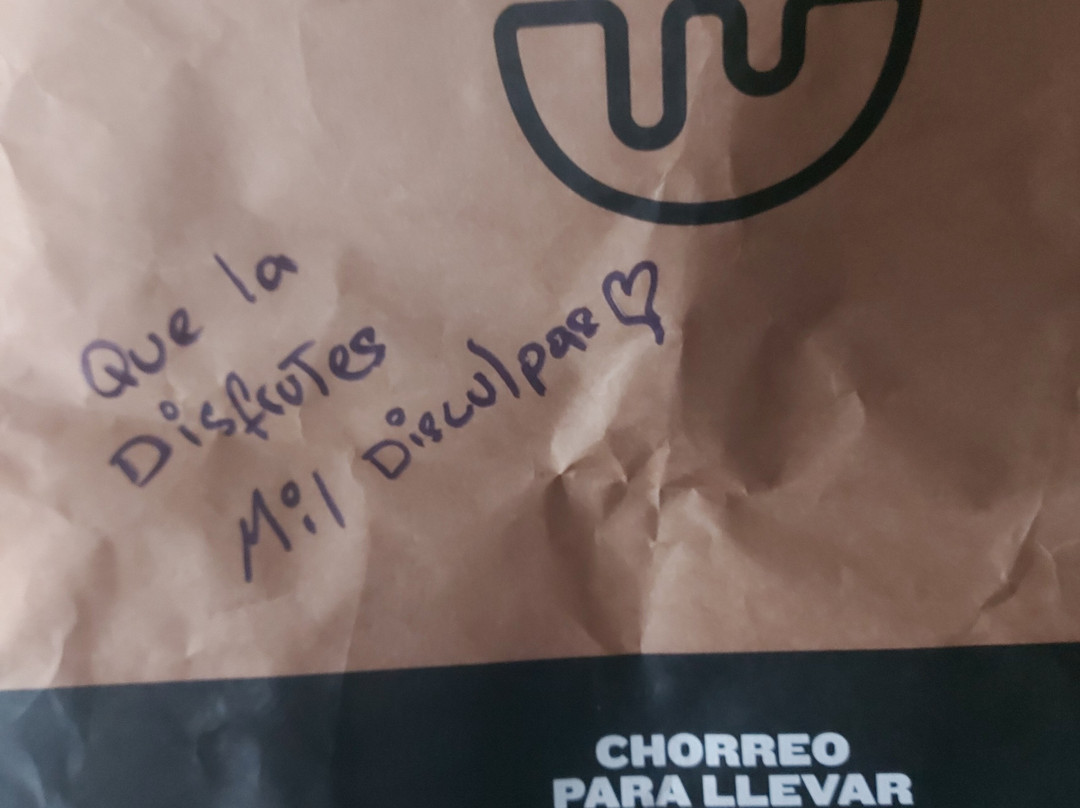 Que la
Disfrutes
Mil Disculpas♡
CHORREO
PARA LLEVAR